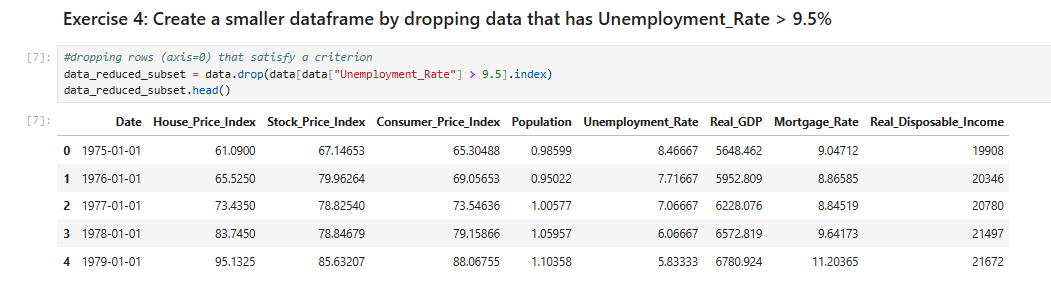 Exercise 4: Create a smaller dataframe by dropping data that has Unemployment_Rate > 9.5%
[7]: #dropping rows (axis=0) that satisfy a criterion
data_reduced_subset = data.drop(data[data["Unemployment_Rate"] > 9.5].index)
data_reduced_subset.head()
[7]: Date House_Price_Index Stock_Price_Index Consumer_Price_Index Population Unemployment_Rate Real_GDP Mortgage_Rate Real_Disposable_Income
0 1975-01-01 61.0900 67.14653 65.30488 0.98599 8.46667 5648.462 9.04712 19908
1 1976-01-01 65.5250 79.96264 69.05653 0.95022 7.71667 5952.809 8.86585 20346
2 1977-01-01 73.4350 78.82540 73.54636 1.00577 7.06667 6228.076 8.84519 20780
3 1978-01-01 83.7450 78.84679 79.15866 1.05957 6.06667 6572.819 9.64173 21497
4 1979-01-01 95.1325 85.63207 88.06755 1.10358 5.83333 6780.924 11.20365 21672